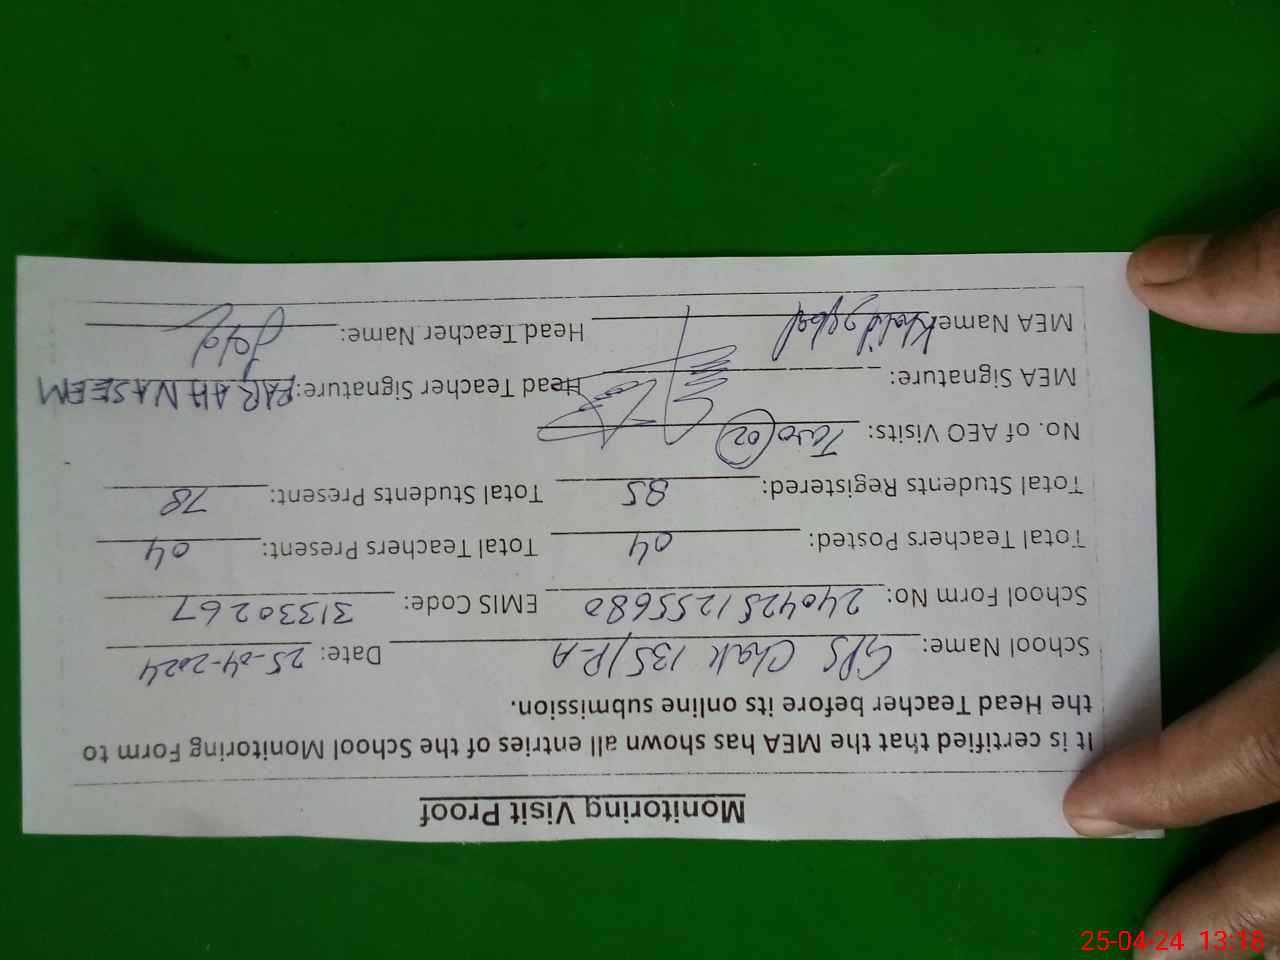 Monitoring Visit Proof
It is certified that the MEA has shown all entries of the School Monitoring Form to
the Head Teacher before its online submission.
School Name: GPS Chak 135/P-A Date: 25-04-2024
School Form No: 2404251255680 EMIS Code: 31330267
Total Teachers Posted: 04 Total Teachers Present: 04
Total Students Registered: 85 Total Students Present: 78
No. of AEO Visits: Two (02)
MEA Signature: Head Teacher Signature: FARAH NASEEM
MEA Name: Khalid Iqbal Head Teacher Name:
25-04-24 13:18